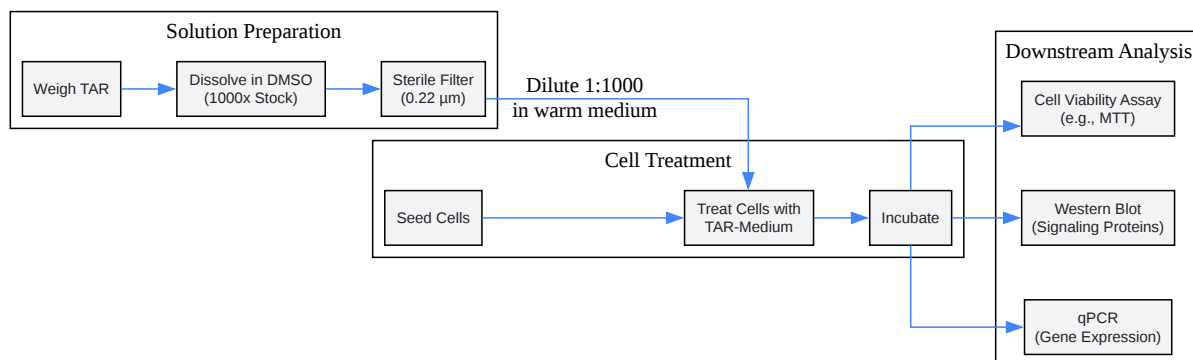 Solution Preparation
Weigh TAR
Dissolve in DMSO
(1000x Stock)
Sterile Filter
(0.22 µm)
Dilute 1:1000
in warm medium
Cell Treatment
Seed Cells
Treat Cells with
TAR-Medium
Incubate
Downstream Analysis
Cell Viability Assay
(e.g., MTT)
Western Blot
(Signaling Proteins)
qPCR
(Gene Expression)